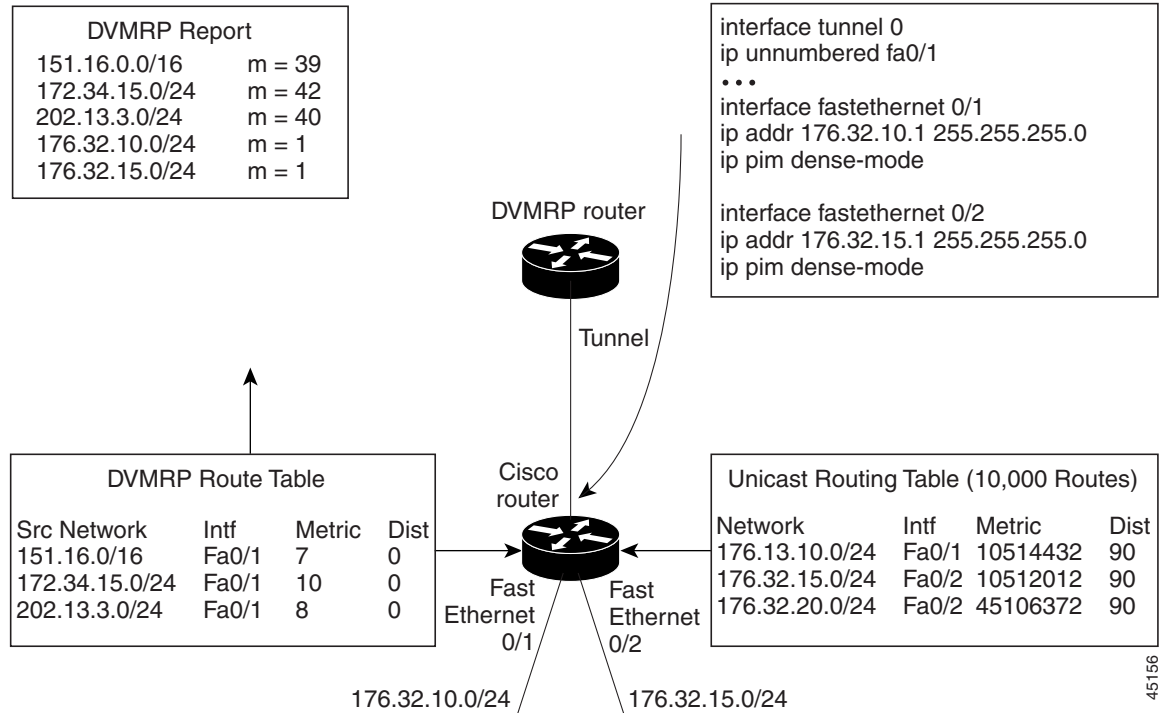 DVMRP Report
151.16.0.0/16 m = 39
172.34.15.0/24 m = 42
202.13.3.0/24 m = 40
176.32.10.0/24 m = 1
176.32.15.0/24 m = 1
interface tunnel 0
ip unnumbered fa0/1
• • •
interface fastethernet 0/1
ip addr 176.32.10.1 255.255.255.0
ip pim dense-mode
interface fastethernet 0/2
ip addr 176.32.15.1 255.255.255.0
ip pim dense-mode
DVMRP router
Tunnel
Cisco
router
DVMRP Route Table
Src Network Intf Metric Dist
151.16.0/16 Fa0/1 7 0
172.34.15.0/24 Fa0/1 10 0
202.13.3.0/24 Fa0/1 8 0
Unicast Routing Table (10,000 Routes)
Network Intf Metric Dist
176.13.10.0/24 Fa0/1 10514432 90
176.32.15.0/24 Fa0/2 10512012 90
176.32.20.0/24 Fa0/2 45106372 90
Fast
Ethernet
0/1
Fast
Ethernet
0/2
176.32.10.0/24
176.32.15.0/24
45156